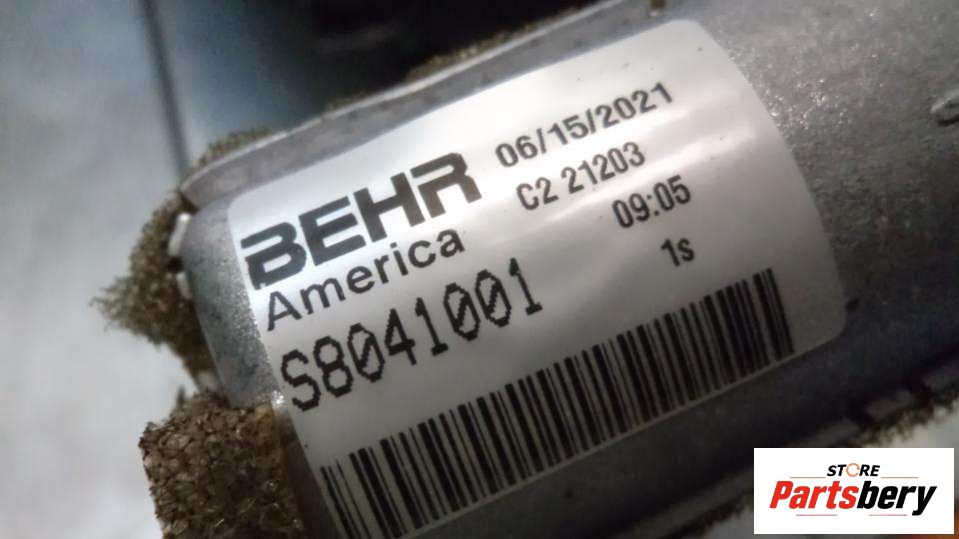 BEHR
America
06/15/2021
C2 21203
09:05
1s
S8041001
STORE
Partsbery